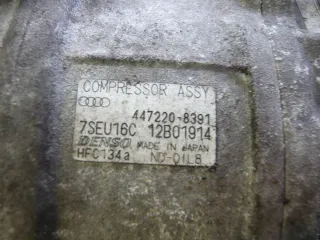 COMPRESSOR ASSY
447220-8391
7SEU16C 12B01914
DENSO MADE IN JAPAN
HFC134a ND-OIL8